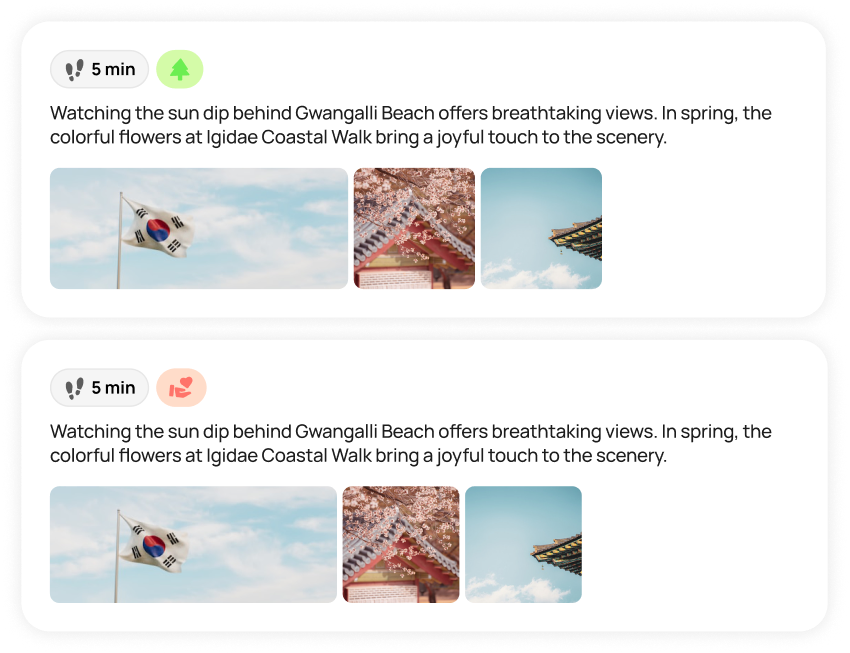 5 min
Watching the sun dip behind Gwangalli Beach offers breathtaking views. In spring, the
colorful flowers at Igidae Coastal Walk bring a joyful touch to the scenery.
5 min
Watching the sun dip behind Gwangalli Beach offers breathtaking views. In spring, the
colorful flowers at Igidae Coastal Walk bring a joyful touch to the scenery.